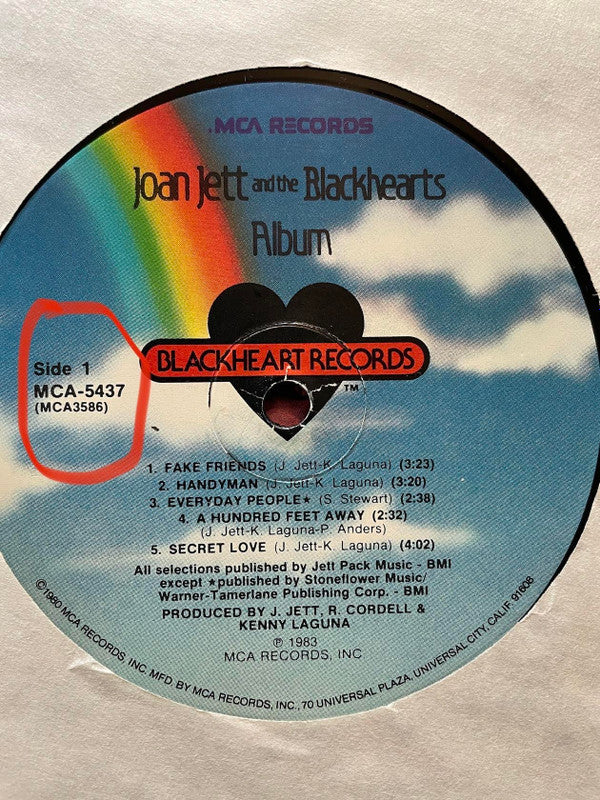 MCA RECORDS
Joan Jett and the Blackhearts
Album
BLACKHEART RECORDS
TM
Side 1
MCA-5437
(MCA3586)
1. FAKE FRIENDS (J. Jett-K. Laguna) (3:23)
2. HANDYMAN (J. Jett-K. Laguna) (3:20)
3. EVERYDAY PEOPLE★ (S. Stewart) (2:38)
4. A HUNDRED FEET AWAY (2:32)
(J. Jett-K. Laguna-P. Anders)
5. SECRET LOVE (J. Jett-K. Laguna) (4:02)
All selections published by Jett Pack Music - BMI
except ★published by Stoneflower Music/
Warner-Tamerlane Publishing Corp. - BMI
PRODUCED BY J. JETT, R. CORDELL &
KENNY LAGUNA
℗ 1983
MCA RECORDS, INC
©1980 MCA RECORDS, INC. MFD. BY MCA RECORDS, INC., 70 UNIVERSAL PLAZA, UNIVERSAL CITY, CALIF. 91608